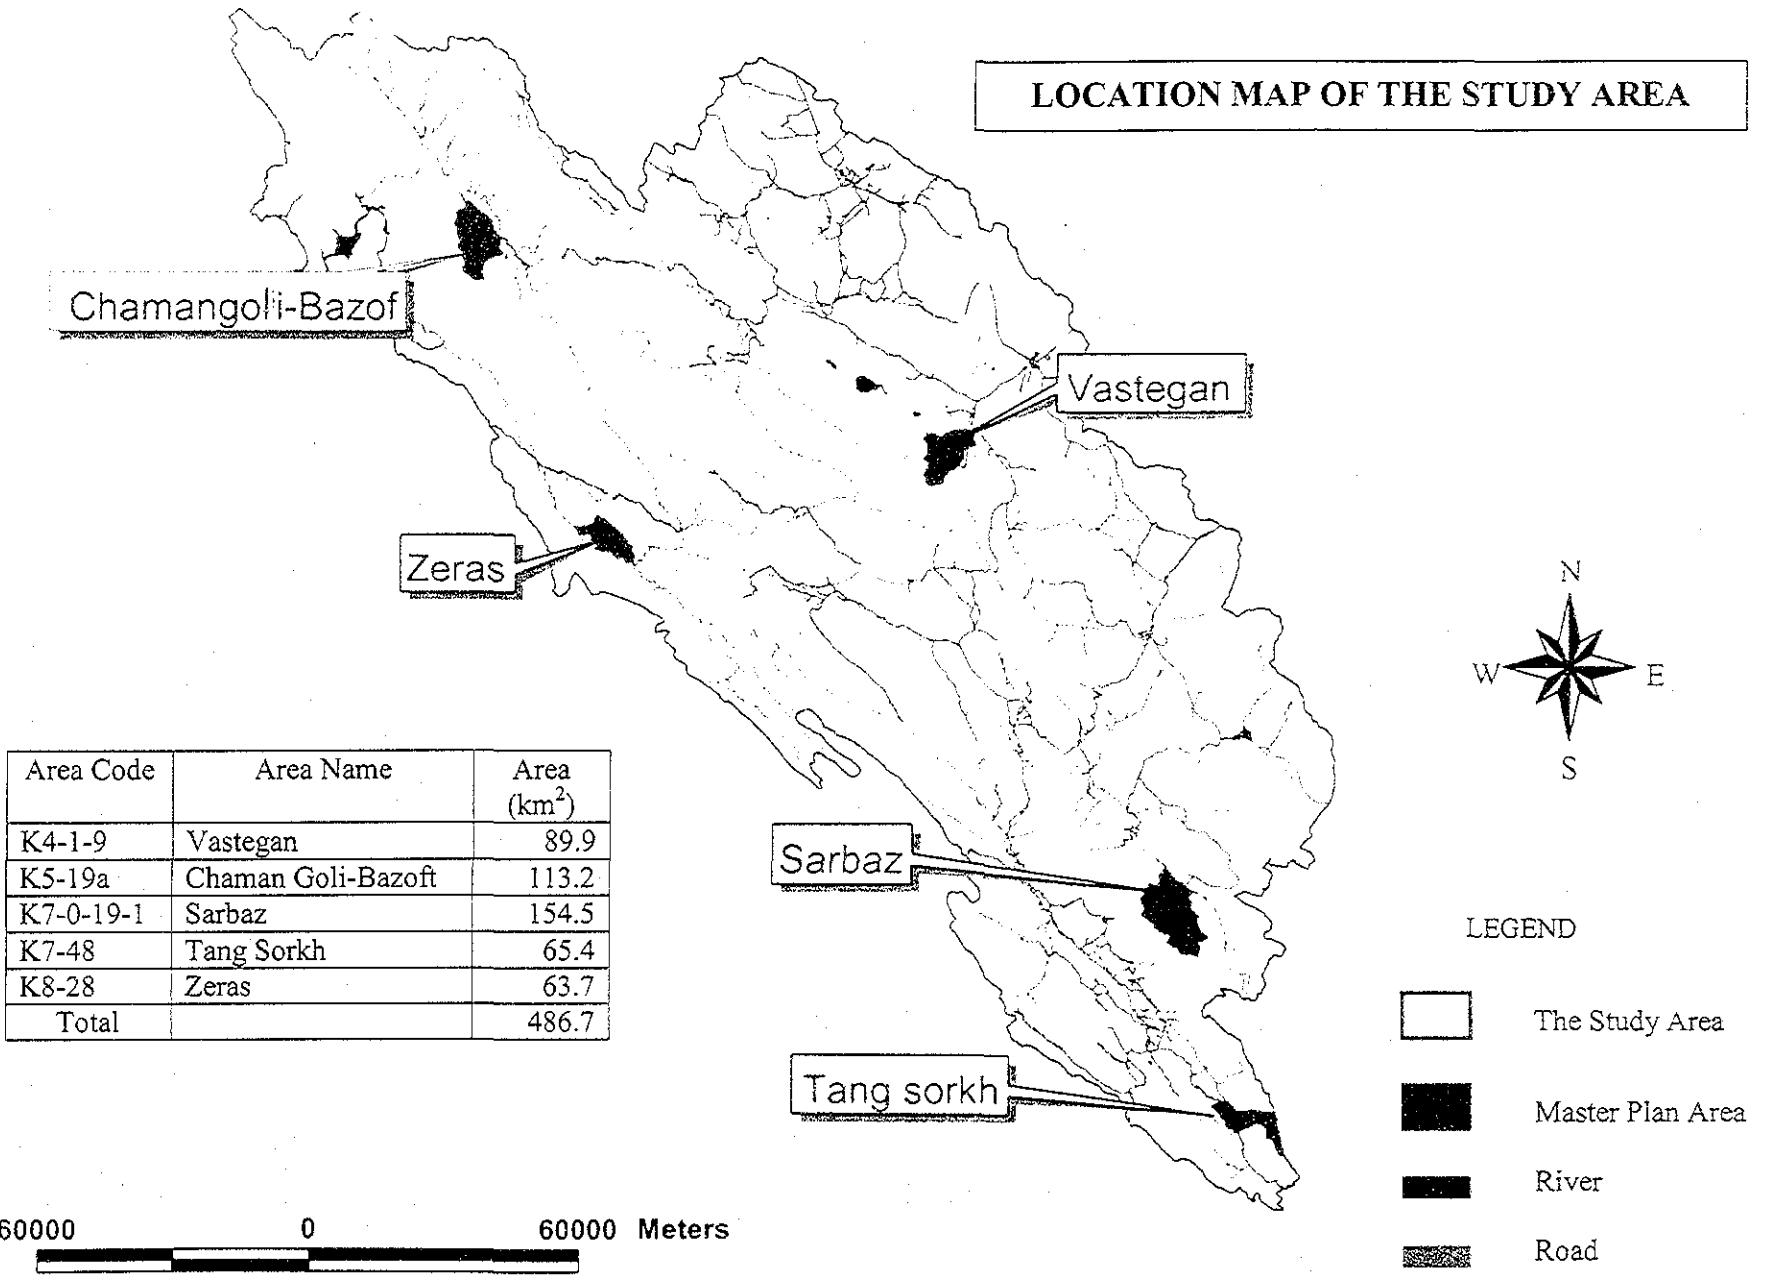 LOCATION MAP OF THE STUDY AREA
Chamangoli-Bazof
Vastegan
Zeras
N
W E
S
Area Code Area Name Area
(km²)
K4-1-9 Vastegan 89.9
K5-19a Chaman Goli-Bazoft 113.2
K7-0-19-1 Sarbaz 154.5
K7-48 Tang Sorkh 65.4
K8-28 Zeras 63.7
Total 486.7
Sarbaz
Tang sorkh
LEGEND
The Study Area
Master Plan Area
River
Road
60000 0 60000 Meters